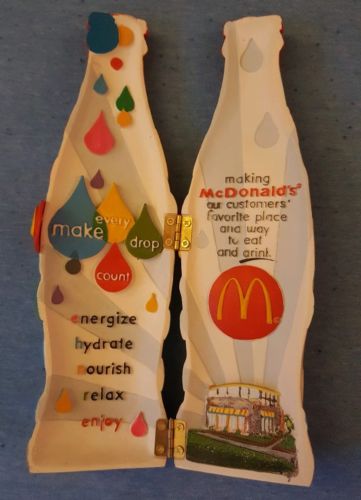 make
every
drop
count
energize
hydrate
nourish
relax
enjoy
making
McDonald's
our customers'
favorite place
and way
to eat
and drink.